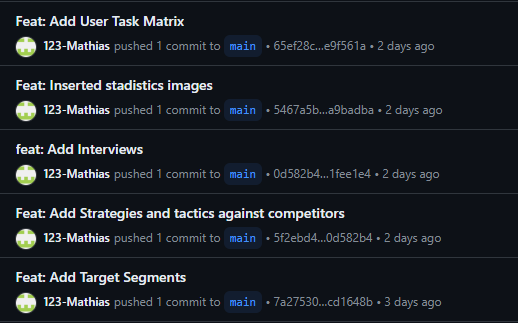 Feat: Add User Task Matrix
123-Mathias pushed 1 commit to main • 65ef28c...e9f561a • 2 days ago
Feat: Inserted stadistics images
123-Mathias pushed 1 commit to main • 5467a5b...a9badba • 2 days ago
feat: Add Interviews
123-Mathias pushed 1 commit to main • 0d582b4...1fee1e4 • 2 days ago
Feat: Add Strategies and tactics against competitors
123-Mathias pushed 1 commit to main • 5f2ebd4...0d582b4 • 2 days ago
Feat: Add Target Segments
123-Mathias pushed 1 commit to main • 7a27530...cd1648b • 3 days ago